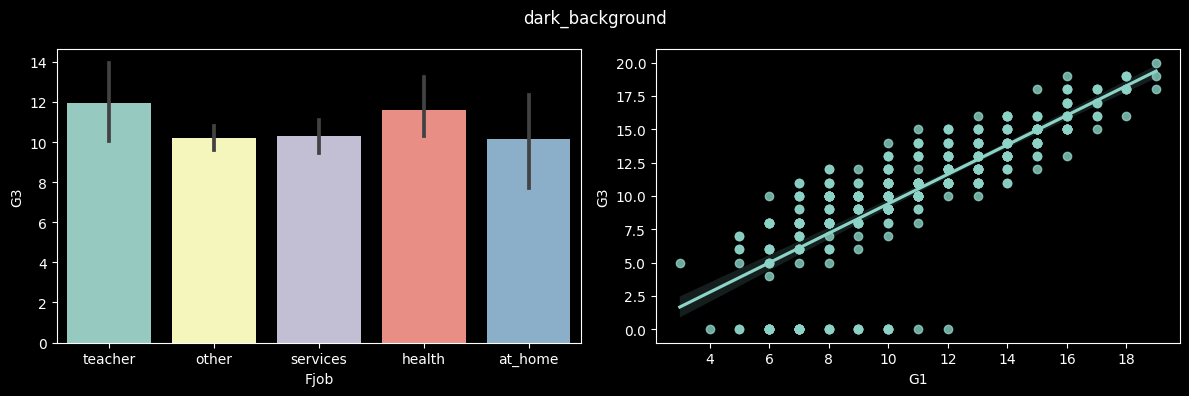 dark_background
14
12
10
8
6
4
2
0
G3
teacher other services health at_home
Fjob
20.0
17.5
15.0
12.5
10.0
7.5
5.0
2.5
0.0
G3
4 6 8 10 12 14 16 18
G1